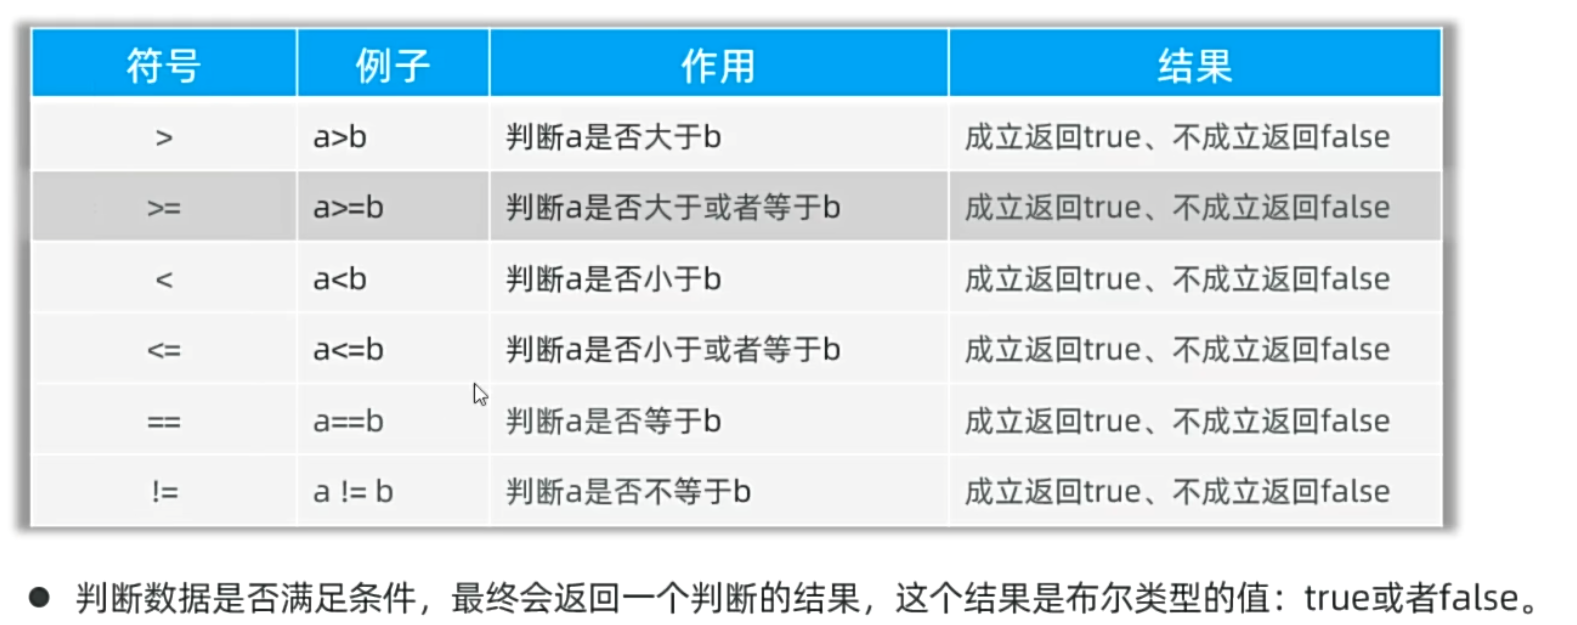 符号 例子 作用 结果
> a>b 判断a是否大于b 成立返回true、不成立返回false
>= a>=b 判断a是否大于或者等于b 成立返回true、不成立返回false
< a<b 判断a是否小于b 成立返回true、不成立返回false
<= a<=b 判断a是否小于或者等于b 成立返回true、不成立返回false
== a==b 判断a是否等于b 成立返回true、不成立返回false
!= a != b 判断a是否不等于b 成立返回true、不成立返回false
● 判断数据是否满足条件，最终会返回一个判断的结果，这个结果是布尔类型的值：true或者false。